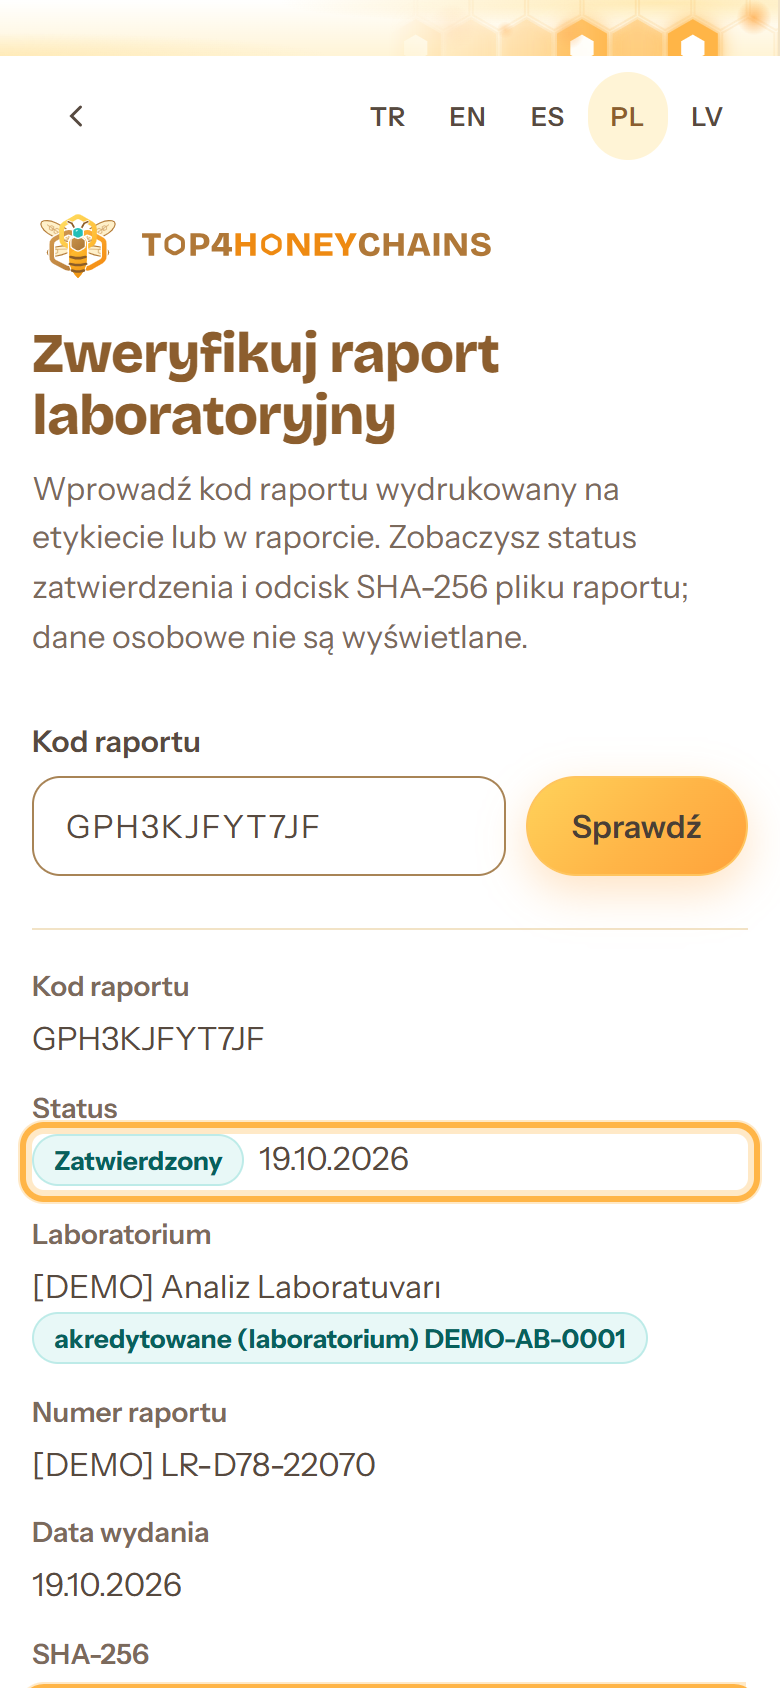 TR EN ES PL LV
TOP4HONEYCHAINS
Zweryfikuj raport
laboratoryjny
Wprowadź kod raportu wydrukowany na
etykiecie lub w raporcie. Zobaczysz status
zatwierdzenia i odcisk SHA-256 pliku raportu;
dane osobowe nie są wyświetlane.
Kod raportu
GPH3KJFYT7JF
Sprawdź
Kod raportu
GPH3KJFYT7JF
Status
Zatwierdzony 19.10.2026
Laboratorium
[DEMO] Analiz Laboratuvarı
akredytowane (laboratorium) DEMO-AB-0001
Numer raportu
[DEMO] LR-D78-22070
Data wydania
19.10.2026
SHA-256